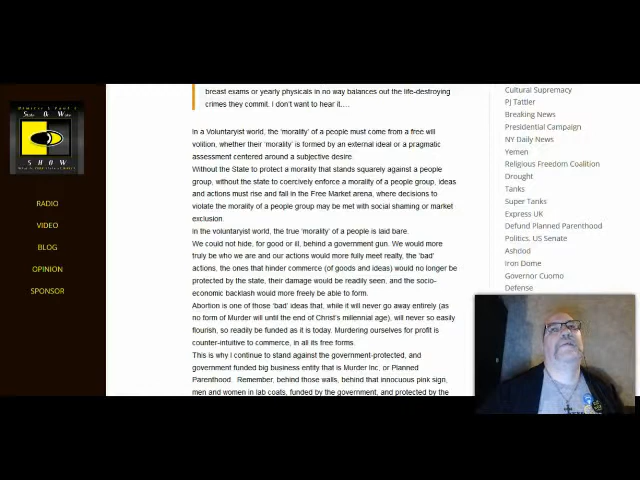 SHOW
RADIO
VIDEO
BLOG
OPINION
SPONSOR
breast exams or yearly physicals in no way balances out the life-destroying
crimes they commit. I don't want to hear it....
In a Voluntaryist world, the 'morality' of a people must come from a free will
volition, whether their 'morality' is formed by an external ideal or a pragmatic
assessment centered around a subjective desire.
Without the State to protect a morality that stands squarely against a people
group, without the state to coercively enforce a morality of a people group, ideas
and actions must rise and fall in the Free Market arena, where decisions to
violate the morality of a people group may be met with social shaming or market
exclusion.
In the voluntaryist world, the true 'morality' of a people is laid bare.
We could not hide, for good or ill, behind a government gun. We would more
truly be who we are and our actions would more fully meet reality, the 'bad'
actions, the ones that hinder commerce (of goods and ideas) would no longer be
protected by the state, their damage would be readily seen, and the socio-
economic backlash would more freely be able to form.
Abortion is one of those 'bad' ideas that, while it will never go away entirely (as
no form of Murder will until the end of Christ's millennial age), will never so easily
flourish, so readily be funded as it is today. Murdering ourselves for profit is
counter-intuitive to commerce, in all its free forms.
This is why I continue to stand against the government-protected, and
government funded big business entity that is Murder Inc, or Planned
Parenthood. Remember, behind those walls, behind that innocuous pink sign,
men and women in lab coats, funded by the government, and protected by the
Cultural Supremacy
PJ Tattler
Breaking News
Presidential Campaign
NY Daily News
Yemen
Religious Freedom Coalition
Drought
Tanks
Super Tanks
Express UK
Defund Planned Parenthood
Politics. US Senate
Ashdod
Iron Dome
Governor Cuomo
Defense